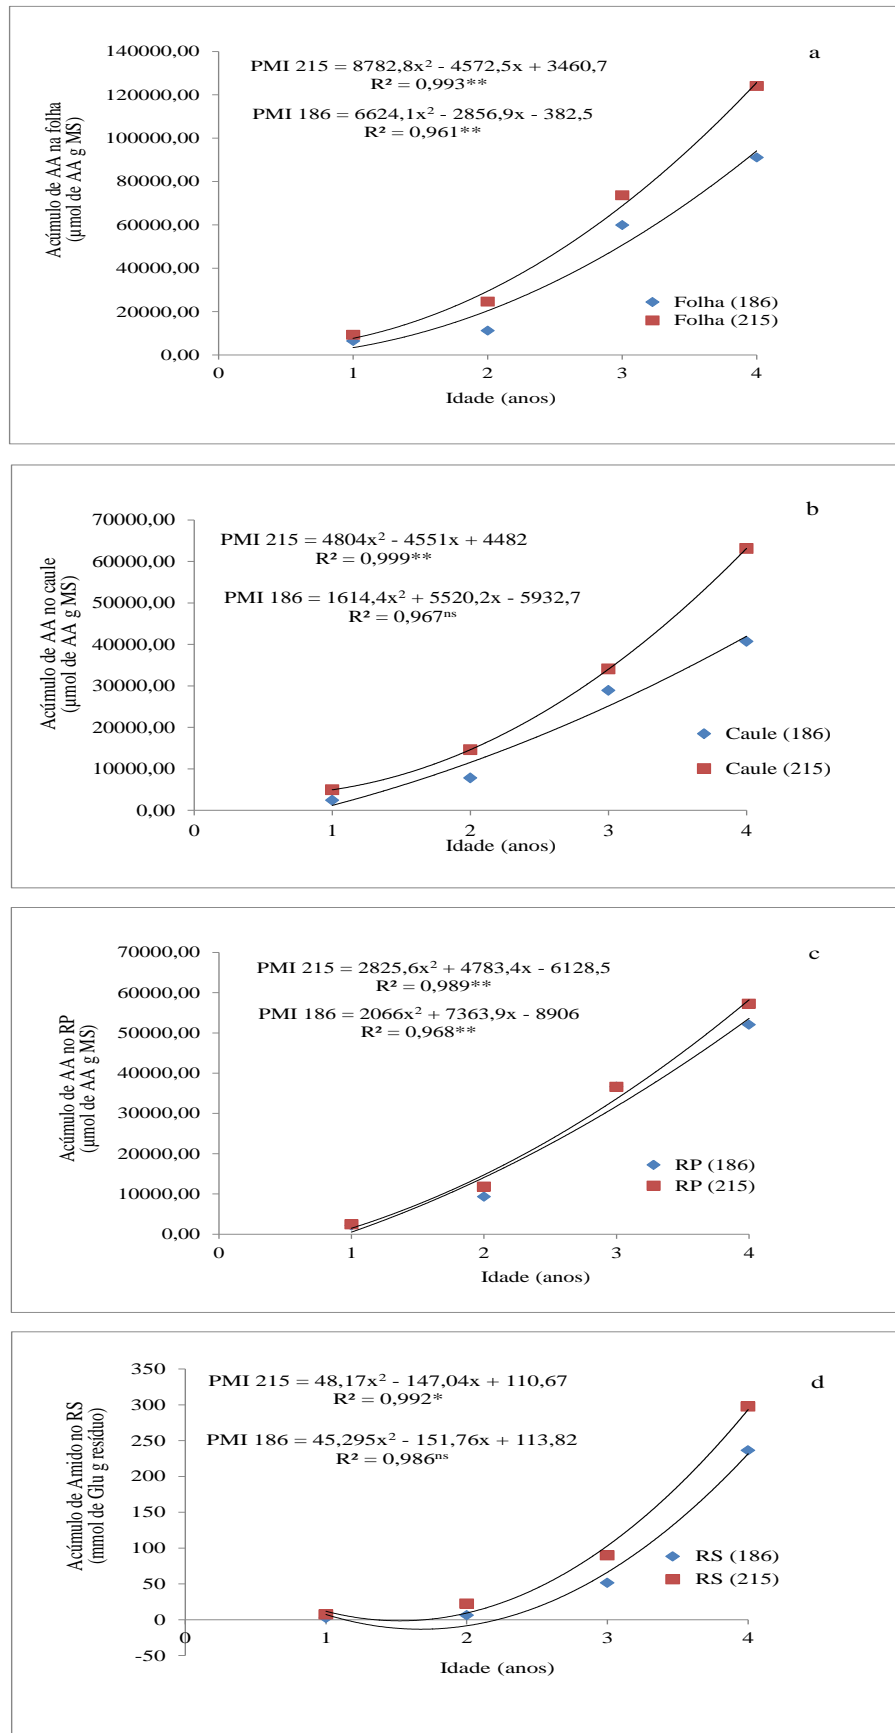 a
140000,00
120000,00
100000,00
80000,00
60000,00
40000,00
20000,00
0,00
Acúmulo de AA na folha
(µmol de AA g MS)
PMI 215 = 8782,8x² - 4572,5x + 3460,7
R² = 0,993**
PMI 186 = 6624,1x² - 2856,9x - 382,5
R² = 0,961**
Folha (186)
Folha (215)
0 1 2 3 4
Idade (anos)
b
70000,00
60000,00
50000,00
40000,00
30000,00
20000,00
10000,00
0,00
Acúmulo de AA no caule
(µmol de AA g MS)
PMI 215 = 4804x² - 4551x + 4482
R² = 0,999**
PMI 186 = 1614,4x² + 5520,2x - 5932,7
R² = 0,967ⁿˢ
Caule (186)
Caule (215)
0 1 2 3 4
Idade (anos)
c
70000,00
60000,00
50000,00
40000,00
30000,00
20000,00
10000,00
0,00
Acúmulo de AA no RP
(µmol de AA g MS)
PMI 215 = 2825,6x² + 4783,4x - 6128,5
R² = 0,989**
PMI 186 = 2066x² + 7363,9x - 8906
R² = 0,968**
RP (186)
RP (215)
0 1 2 3 4
Idade (anos)
d
350
300
250
200
150
100
50
0
-50
Acúmulo de Amido no RS
(mmol de Glu g resíduo)
PMI 215 = 48,17x² - 147,04x + 110,67
R² = 0,992*
PMI 186 = 45,295x² - 151,76x + 113,82
R² = 0,986ⁿˢ
RS (186)
RS (215)
0 1 2 3 4
Idade (anos)